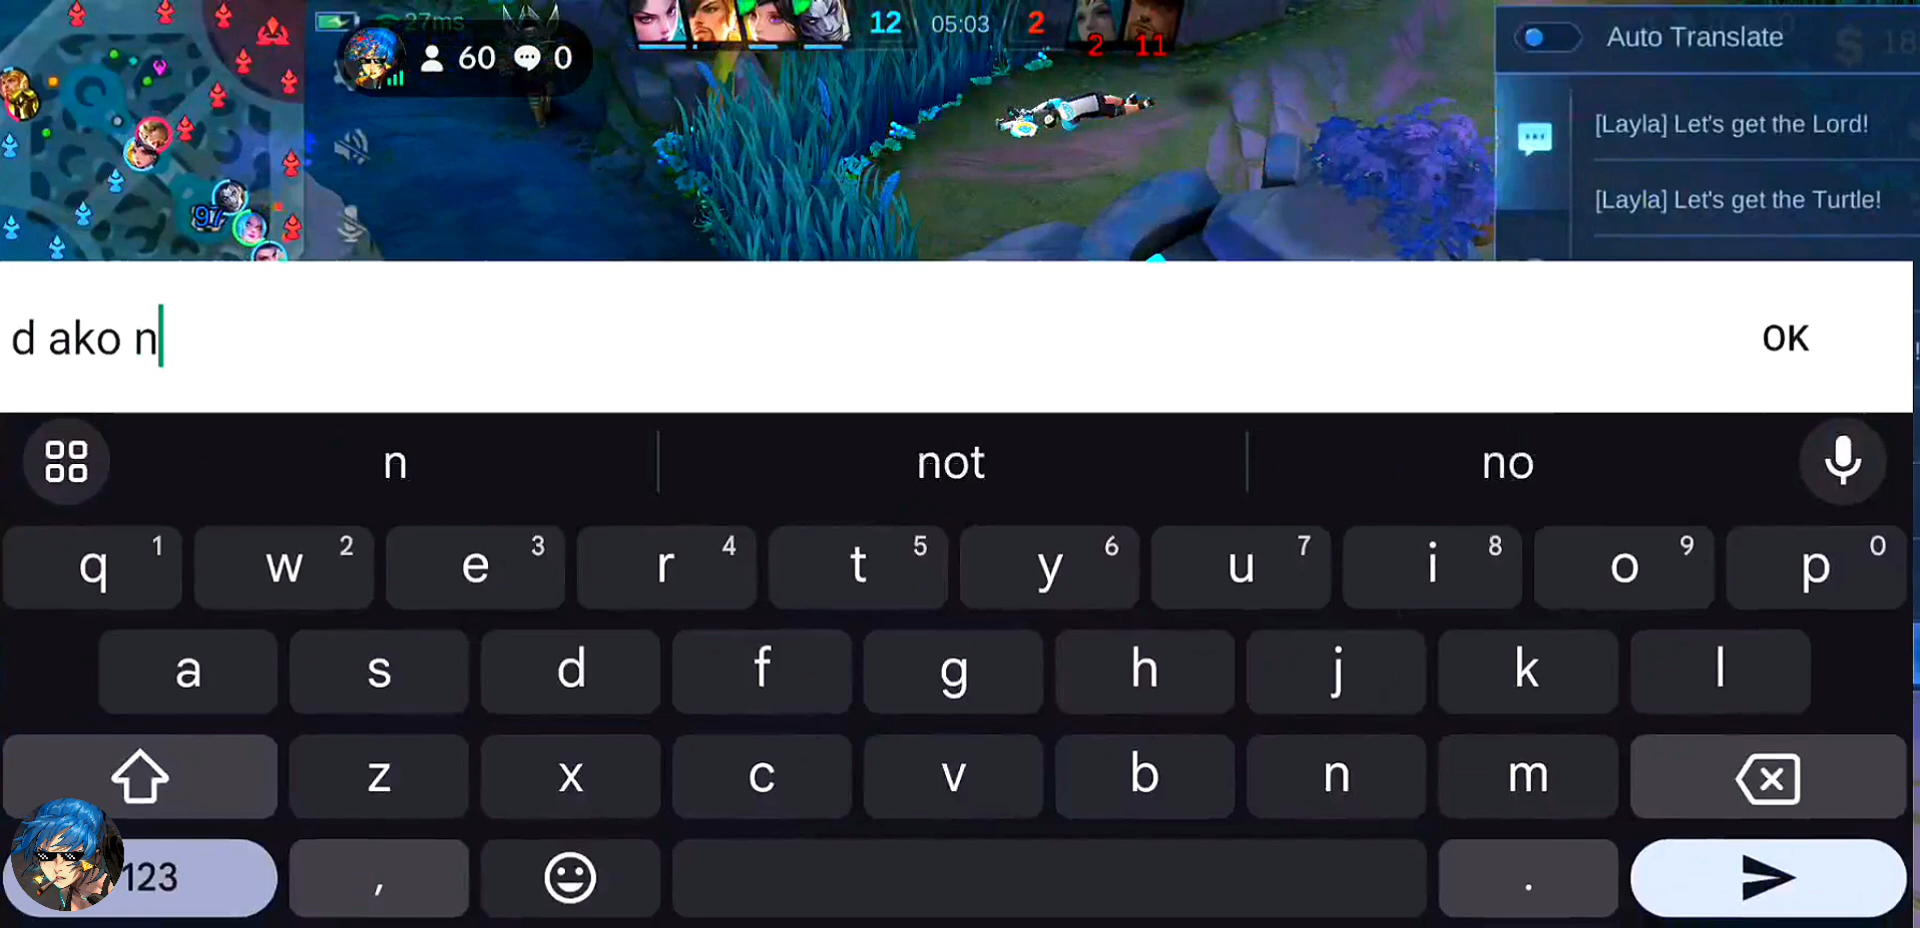 27ms
60 0
12 05:03 2
2 11
Auto Translate
[Layla] Let's get the Lord!
[Layla] Let's get the Turtle!
97
d ako n
OK
n not no
q 1 w 2 e 3 r 4 t 5 y 6 u 7 i 8 o 9 p 0
a s d f g h j k l
z x c v b n m
123 , .